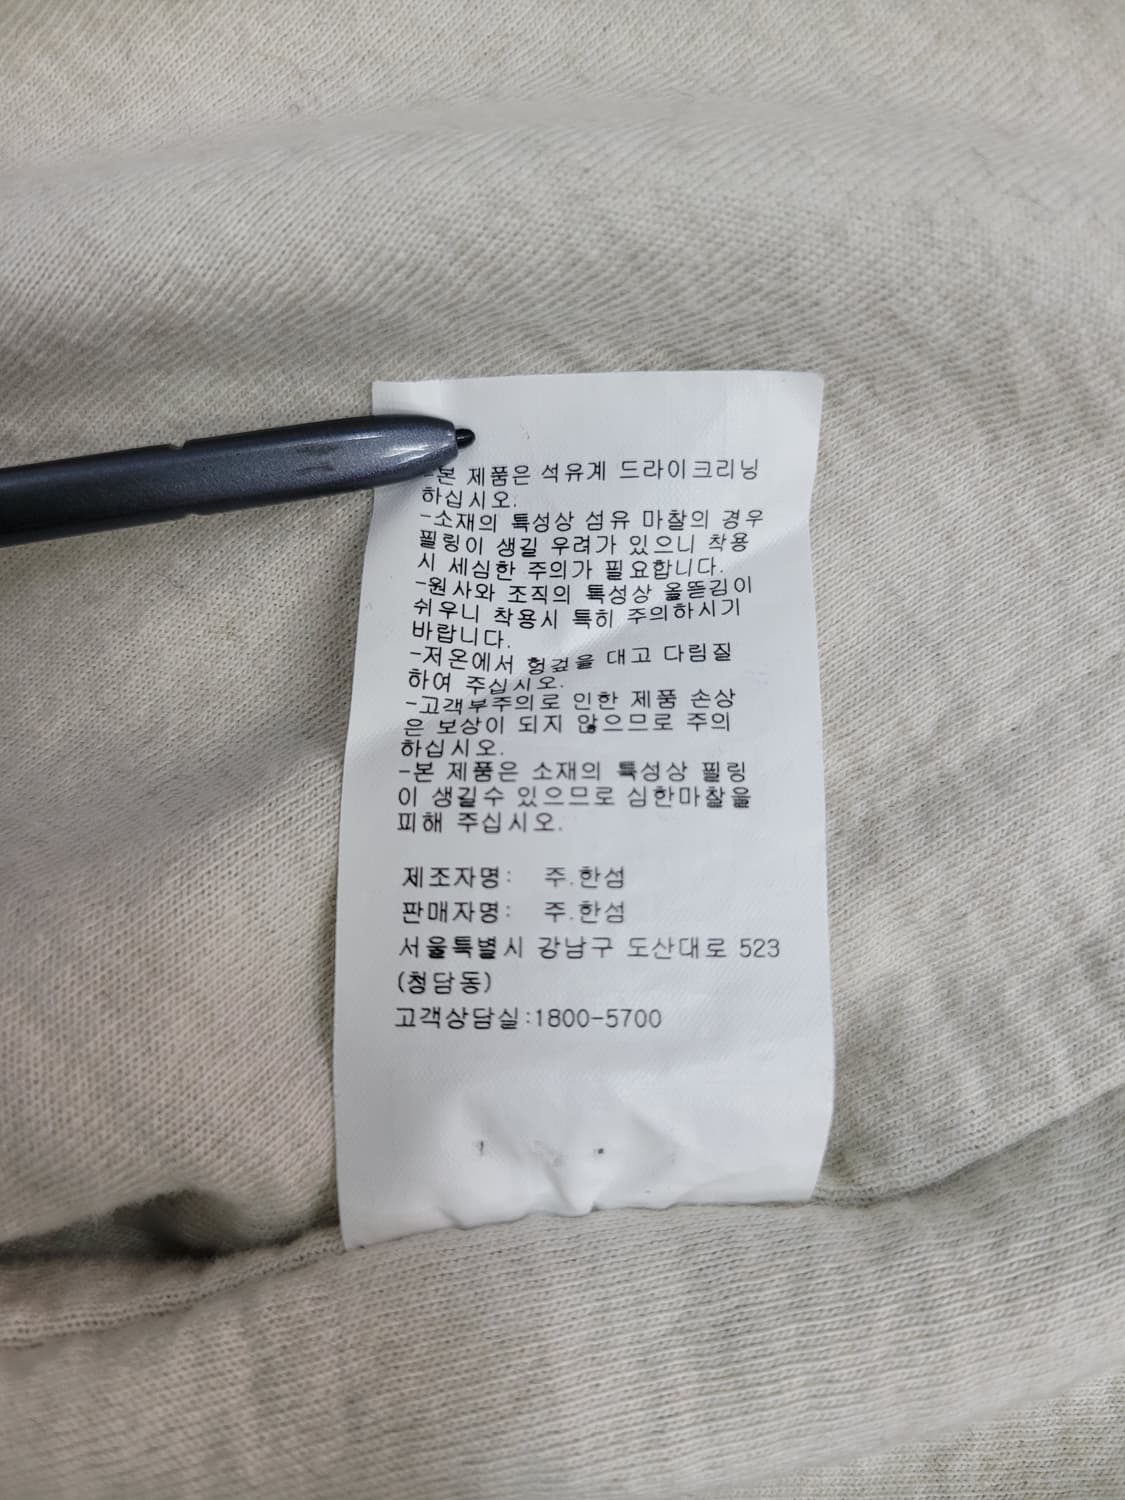 -본 제품은 석유계 드라이크리닝
하십시오.
-소재의 특성상 섬유 마찰의 경우
필링이 생길 우려가 있으니 착용
시 세심한 주의가 필요합니다.
-원사와 조직의 특성상 올뜯김이
쉬우니 착용시 특히 주의하시기
바랍니다.
-저온에서 헝겊을 대고 다림질
하여 주십시오.
-고객부주의로 인한 제품 손상
은 보상이 되지 않으므로 주의
하십시오.
-본 제품은 소재의 특성상 필링
이 생길수 있으므로 심한마찰을
피해 주십시오.
제조자명: 주.한섬
판매자명: 주.한섬
서울특별시 강남구 도산대로 523
(청담동)
고객상담실:1800-5700